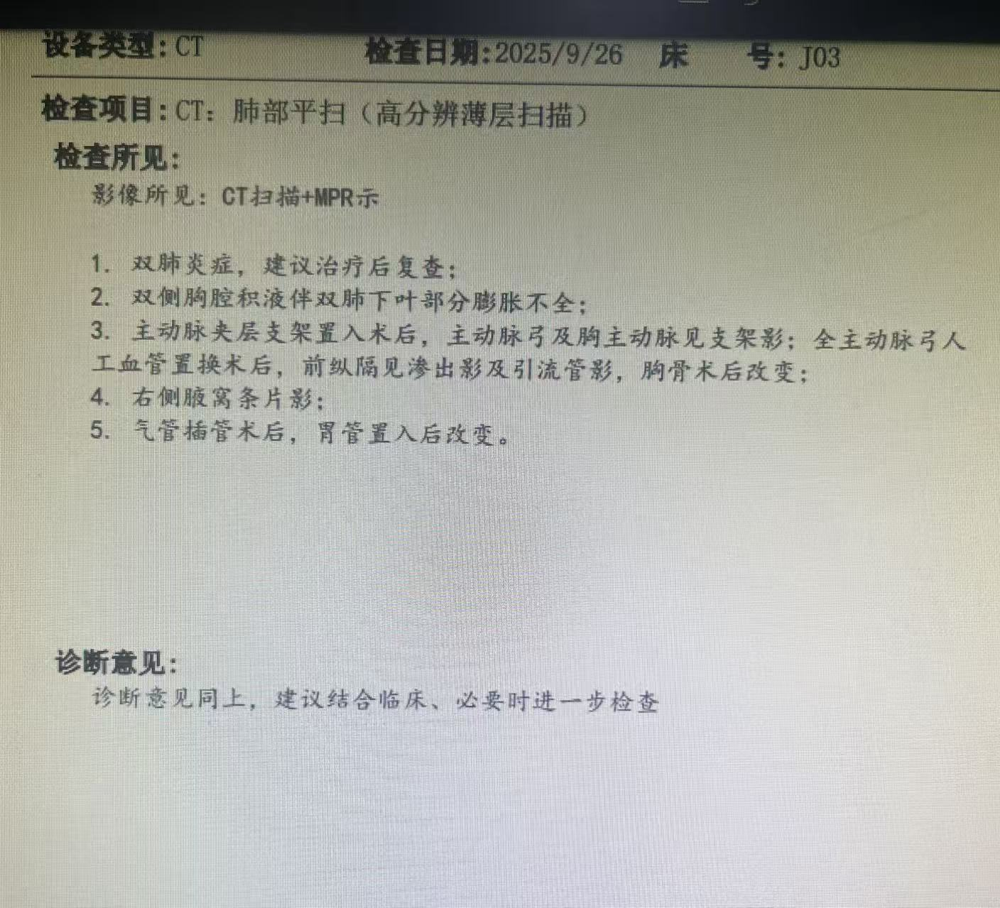 设备类型:CT 检查日期:2025/9/26 床 号: J03
检查项目:CT: 肺部平扫（高分辨薄层扫描）
检查所见:
影像所见: CT扫描+MPR示
1. 双肺炎症，建议治疗后复查;
2. 双侧胸腔积液伴双肺下叶部分膨胀不全;
3. 主动脉夹层支架置入术后，主动脉弓及胸主动脉见支架影; 全主动脉弓人
工血管置换术后，前纵隔见渗出影及引流管影，胸骨术后改变;
4. 右侧腋窝条片影;
5. 气管插管术后，胃管置入后改变。
诊断意见:
诊断意见同上，建议结合临床、必要时进一步检查